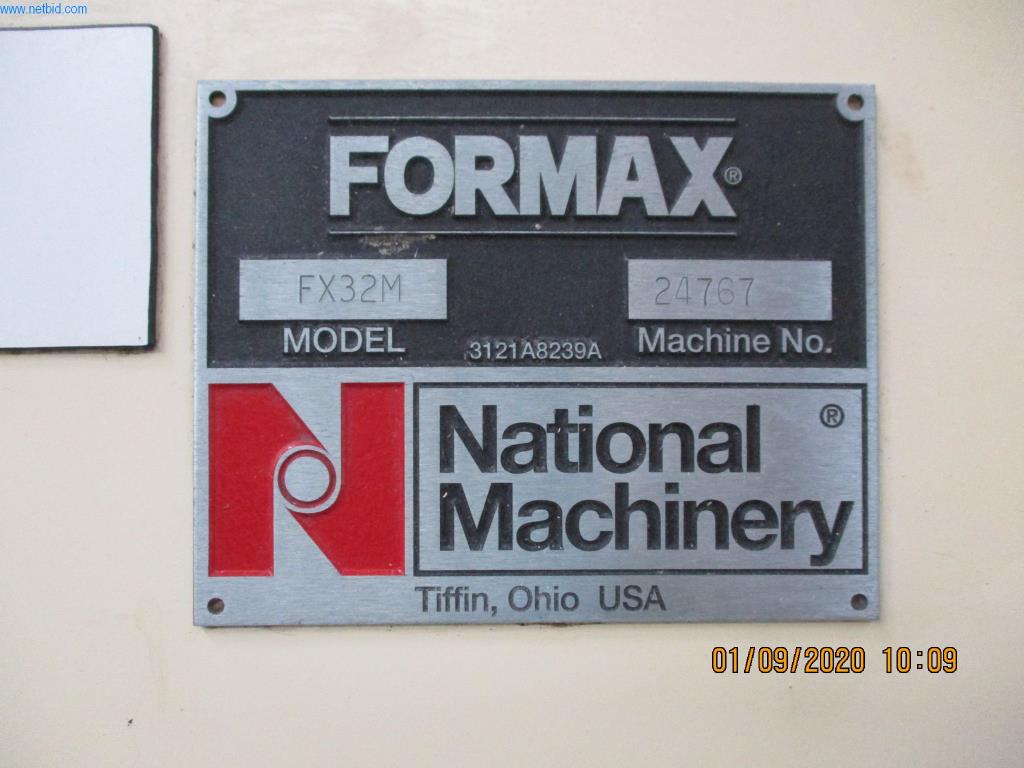 www.netbid.com
FORMAX®
FX32M 24767
MODEL 3121A8239A Machine No.
National ®
Machinery
Tiffin, Ohio USA
01/09/2020 10:09